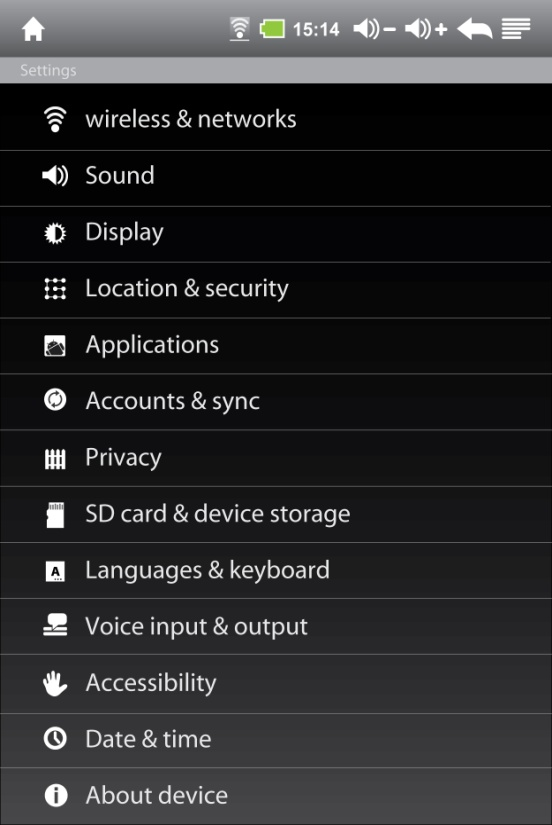 15:14
Settings
wireless & networks
Sound
Display
Location & security
Applications
Accounts & sync
Privacy
SD card & device storage
Languages & keyboard
Voice input & output
Accessibility
Date & time
About device